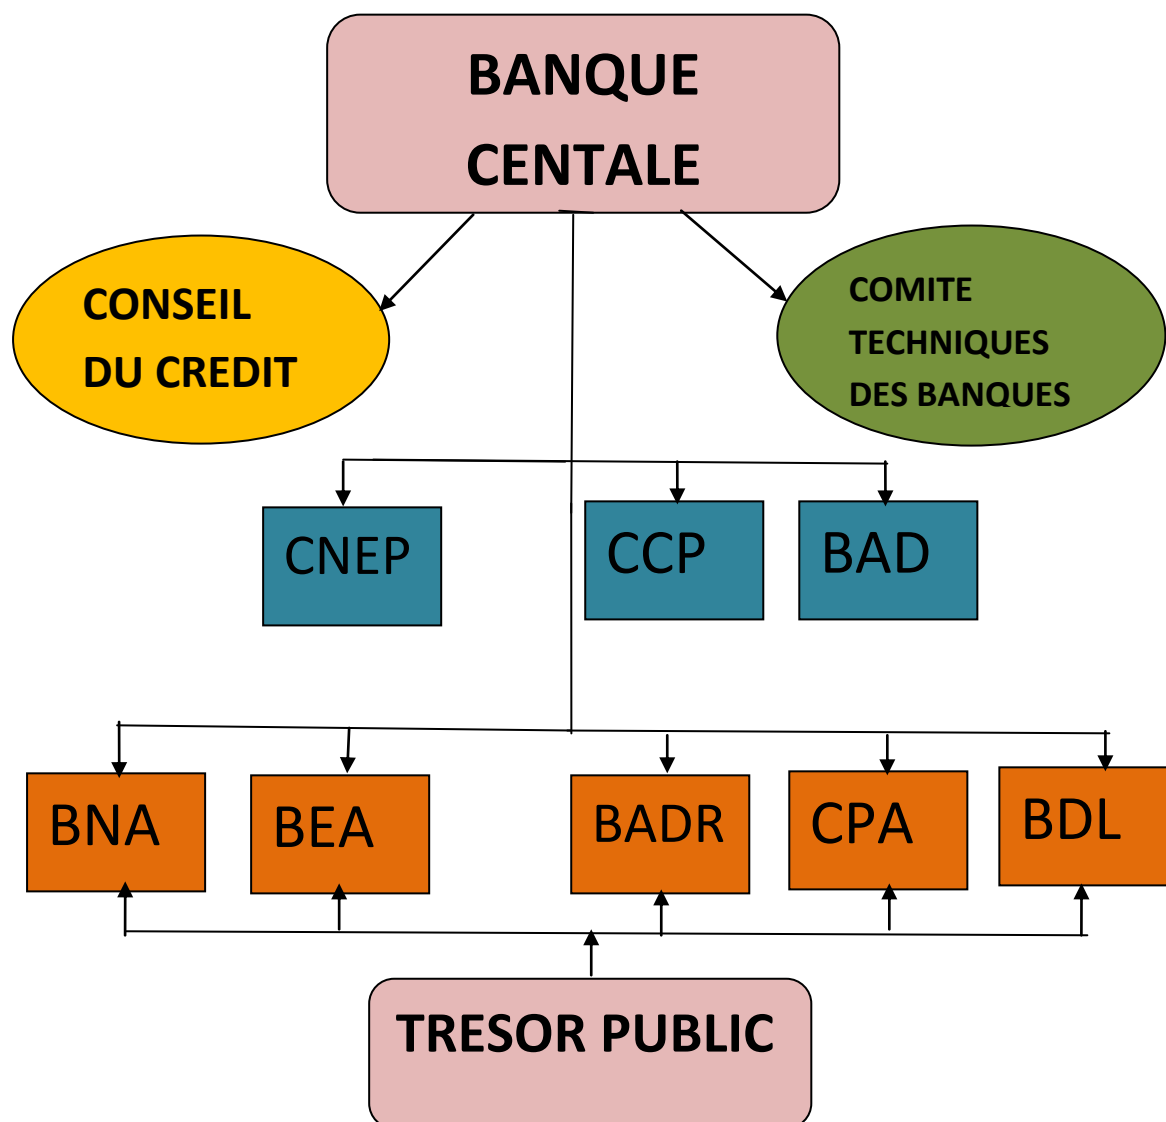 BANQUE
CENTALE
CONSEIL
DU CREDIT
COMITE
TECHNIQUES
DES BANQUES
CNEP
CCP
BAD
BNA
BEA
BADR
CPA
BDL
TRESOR PUBLIC